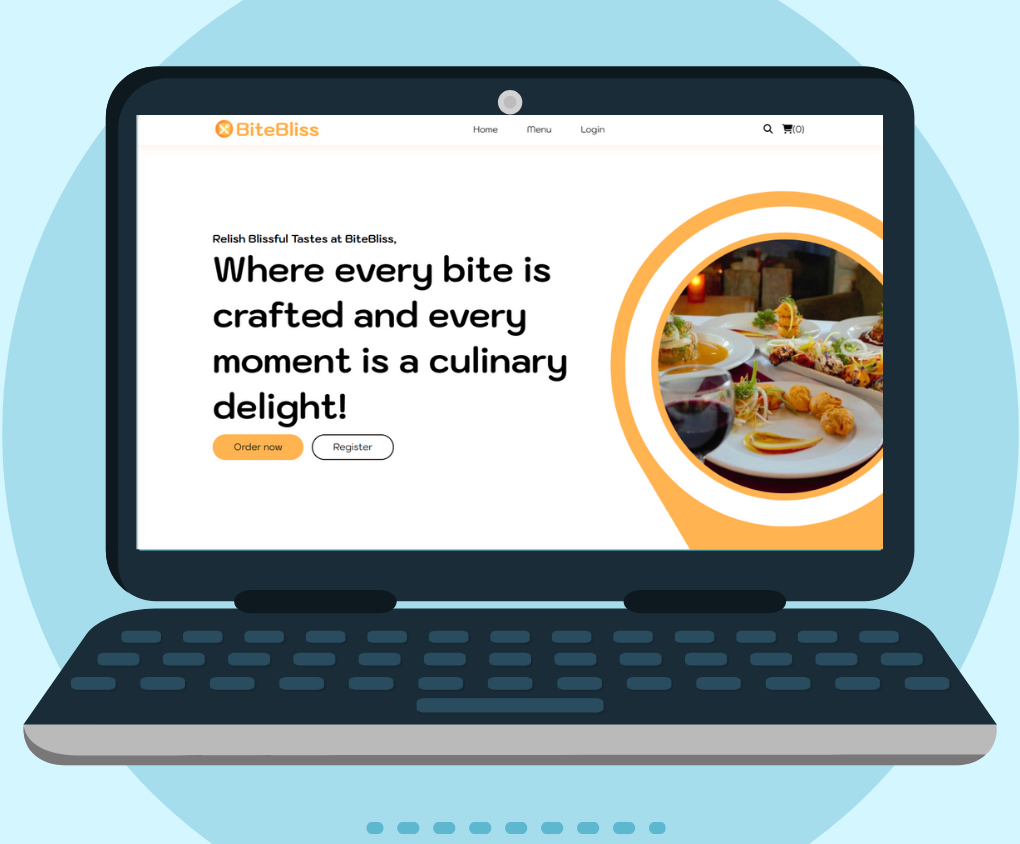 BiteBliss Home Menu Login (0)
Relish Blissful Tastes at BiteBliss,
Where every bite is
crafted and every
moment is a culinary
delight!
Order now Register